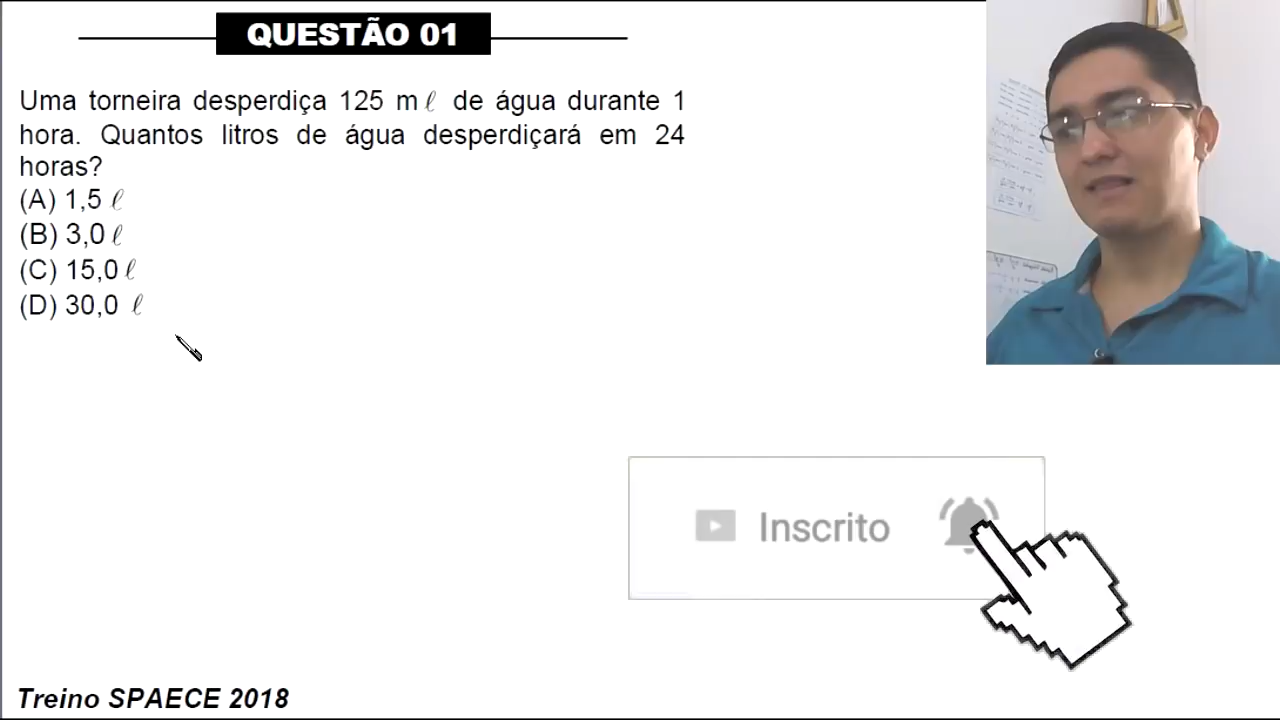 QUESTÃO 01
Uma torneira desperdiça 125 mℓ de água durante 1
hora. Quantos litros de água desperdiçará em 24
horas?
(A) 1,5 ℓ
(B) 3,0 ℓ
(C) 15,0 ℓ
(D) 30,0 ℓ
Inscrito
Treino SPAECE 2018